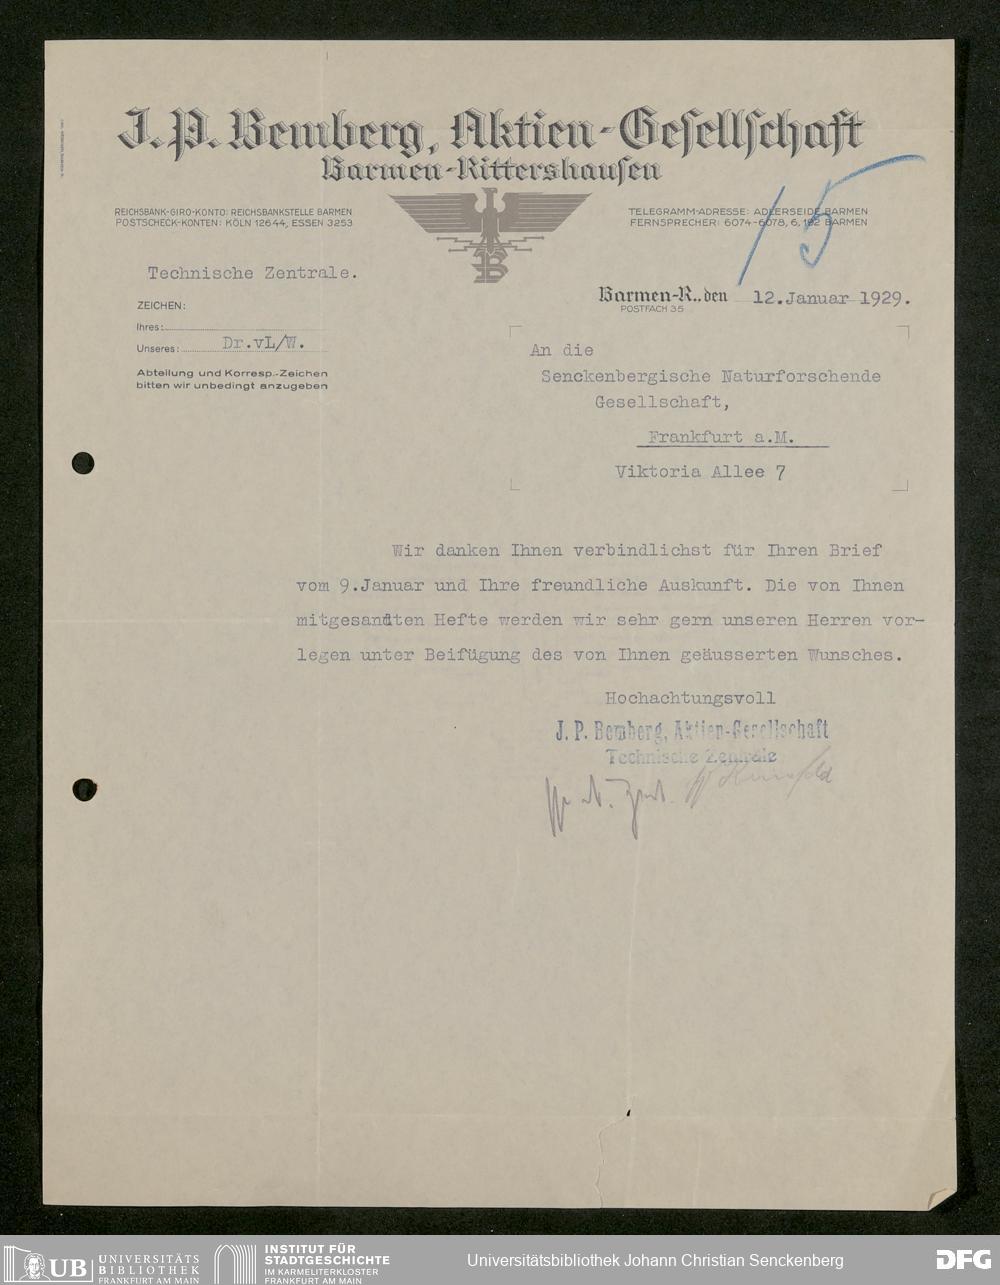 J. P. Bemberg, Aktien-Gesellschaft
Barmen-Rittershausen
REICHSBANK-GIRO-KONTO: REICHSBANKSTELLE BARMEN
POSTSCHECK-KONTEN: KÖLN 12644, ESSEN 3253
TELEGRAMM-ADRESSE: ADLERSEIDE BARMEN
FERNSPRECHER: 6074-6078, 6, 192 BARMEN
15
B
Technische Zentrale.
ZEICHEN:
Ihres:
Unseres: Dr.vL/W.
Abteilung und Korresp.-Zeichen
bitten wir unbedingt anzugeben
Barmen-R., den 12.Januar 1929.
POSTFACH 35
An die
Senckenbergische Naturforschende
Gesellschaft,
Frankfurt a.M.
Viktoria Allee 7
Wir danken Ihnen verbindlichst für Ihren Brief
vom 9.Januar und Ihre freundliche Auskunft. Die von Ihnen
mitgesandten Hefte werden wir sehr gern unseren Herren vor-
legen unter Beifügung des von Ihnen geäusserten Wunsches.
Hochachtungsvoll
J. P. Bemberg, Aktien-Gesellschaft
Technische Zentrale
UB UNIVERSITÄTS
BIBLIOTHEK
FRANKFURT AM MAIN
INSTITUT FÜR
STADTGESCHICHTE
IM KARMELITERKLOSTER
FRANKFURT AM MAIN
Universitätsbibliothek Johann Christian Senckenberg
DFG